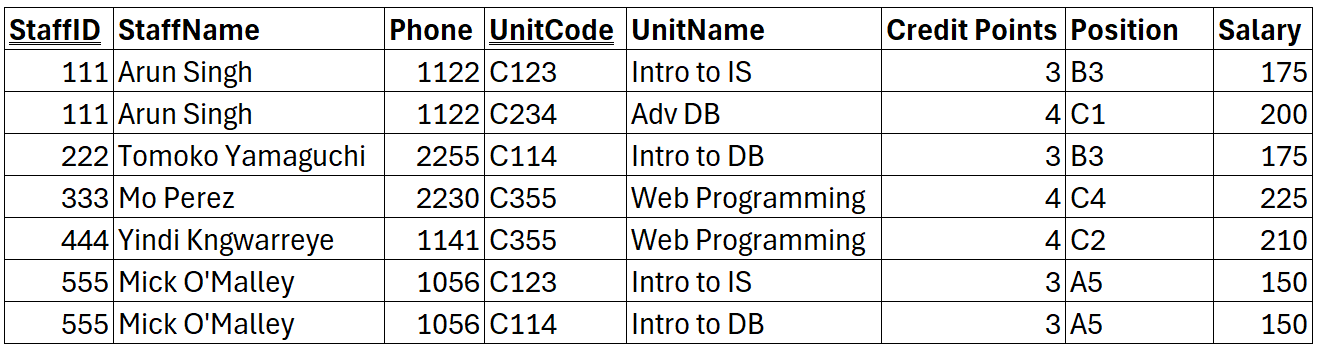 StaffID StaffName Phone UnitCode UnitName Credit Points Position Salary
111 Arun Singh 1122 C123 Intro to IS 3 B3 175
111 Arun Singh 1122 C234 Adv DB 4 C1 200
222 Tomoko Yamaguchi 2255 C114 Intro to DB 3 B3 175
333 Mo Perez 2230 C355 Web Programming 4 C4 225
444 Yindi Kngwarreye 1141 C355 Web Programming 4 C2 210
555 Mick O'Malley 1056 C123 Intro to IS 3 A5 150
555 Mick O'Malley 1056 C114 Intro to DB 3 A5 150